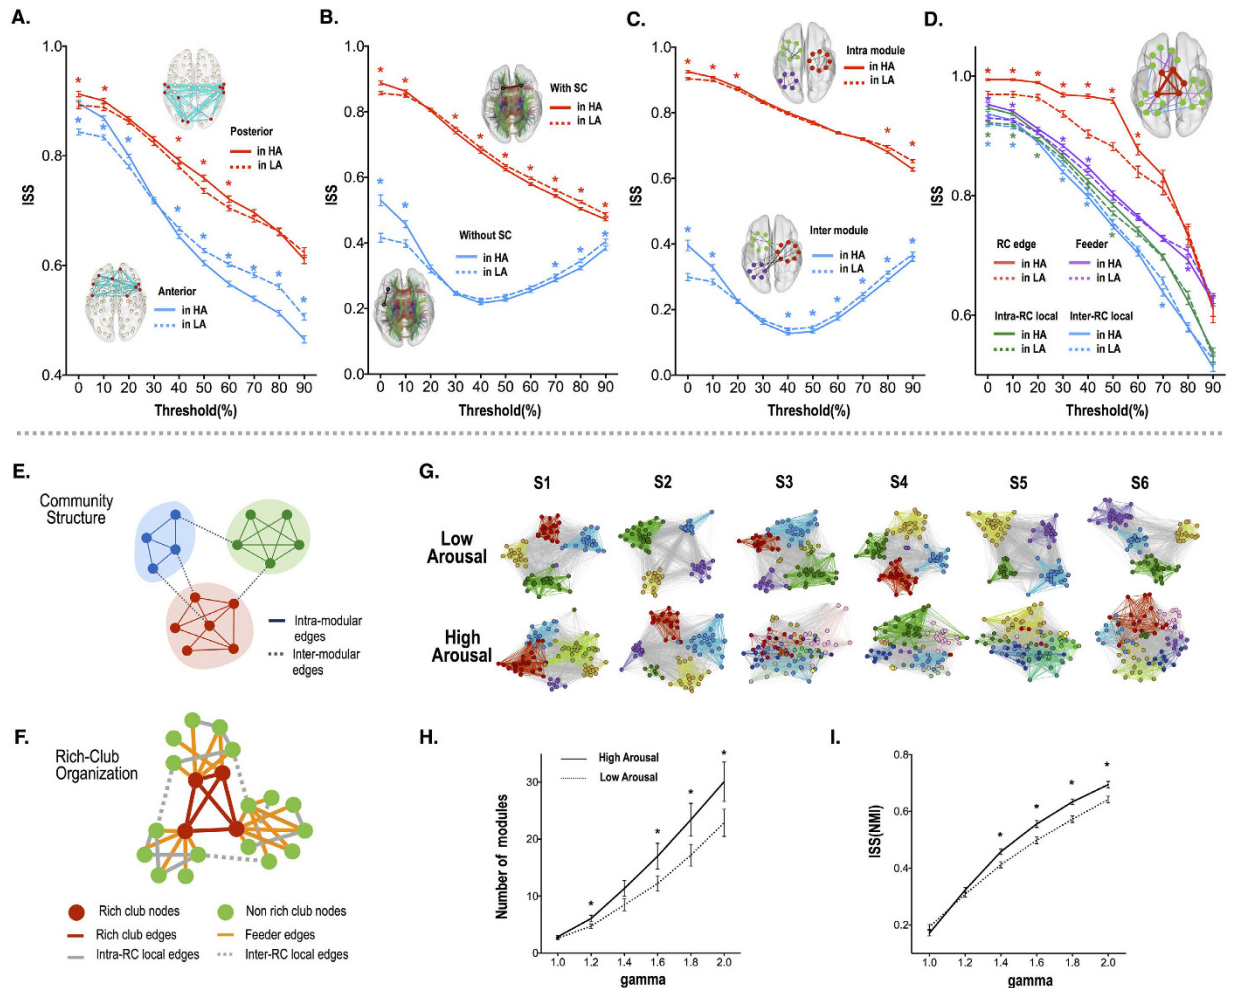 A.
B.
C.
D.
1.0
0.8
0.6
0.4
ISS
Posterior
in HA
in LA
Anterior
in HA
in LA
0 10 20 30 40 50 60 70 80 90
Threshold(%)
1.0
0.8
0.6
0.4
0.2
0.0
ISS
With SC
in HA
in LA
Without SC
in HA
in LA
0 10 20 30 40 50 60 70 80 90
Threshold(%)
1.0
0.8
0.6
0.4
0.2
0.0
ISS
Intra module
in HA
in LA
Inter module
in HA
in LA
0 10 20 30 40 50 60 70 80 90
Threshold(%)
1.0
0.8
0.6
ISS
RC edge
in HA
in LA
Feeder
in HA
in LA
Intra-RC local
in HA
in LA
Inter-RC local
in HA
in LA
0 10 20 30 40 50 60 70 80 90
Threshold(%)
E.
Community
Structure
Intra-modular
edges
Inter-modular
edges
F.
Rich-Club
Organization
Rich club nodes
Non rich club nodes
Rich club edges
Feeder edges
Intra-RC local edges
Inter-RC local edges
G.
S1 S2 S3 S4 S5 S6
Low
Arousal
High
Arousal
H.
High Arousal
Low Arousal
30
20
10
0
Number of modules
1.0 1.2 1.4 1.6 1.8 2.0
gamma
I.
0.8
0.6
0.4
0.2
ISS(NMI)
1.0 1.2 1.4 1.6 1.8 2.0
gamma